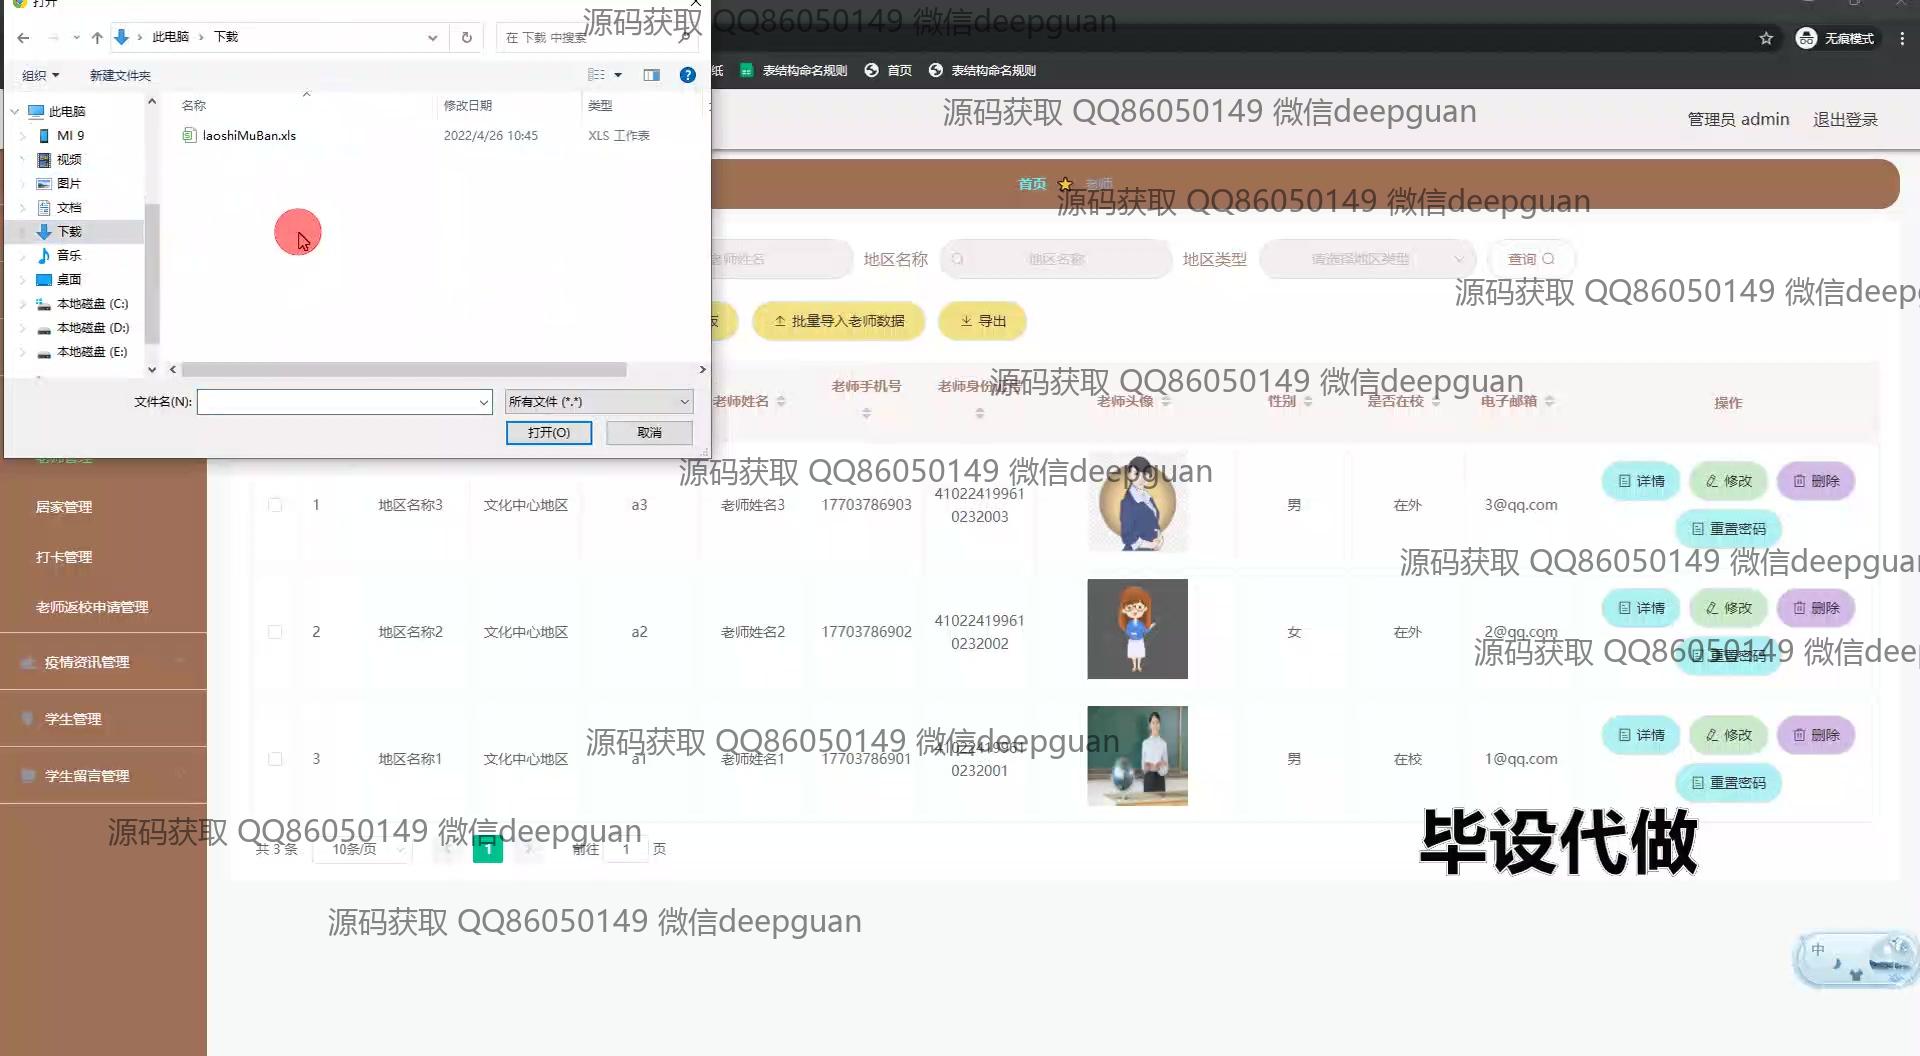 打开
源码获取 QQ86050149 微信deepguan
此电脑 › 下载
在 下载 中搜索
无痕模式
组织
新建文件夹
纸
表结构命名规则
首页
表结构命名规则
名称
修改日期
类型
此电脑
MI 9
视频
图片
文档
下载
音乐
桌面
本地磁盘 (C:)
本地磁盘 (D:)
本地磁盘 (E:)
laoshiMuBan.xls
2022/4/26 10:45
XLS 工作表
文件名(N):
所有文件 (*.*)
打开(O)
取消
源码获取 QQ86050149 微信deepguan
管理员 admin
退出登录
首页
老师
源码获取 QQ86050149 微信deepguan
老师姓名
地区名称
地区名称
地区类型
请选择地区类型
查询
源码获取 QQ86050149 微信deep
板
批量导入老师数据
导出
源码获取 QQ86050149 微信deepguan
老师姓名
老师手机号
老师身份证号
老师头像
性别
是否在校
电子邮箱
操作
老师管理
源码获取 QQ86050149 微信deepguan
1 地区名称3 文化中心地区 a3 老师姓名3 17703786903 41022419961
0232003
男 在外 3@qq.com
详情 修改 删除
重置密码
居家管理
打卡管理
源码获取 QQ86050149 微信deepguan
老师返校申请管理
2 地区名称2 文化中心地区 a2 老师姓名2 17703786902 41022419961
0232002
女 在外 2@qq.com
详情 修改 删除
重置密码
源码获取 QQ86050149 微信dee
疫情资讯管理
学生管理
源码获取 QQ86050149 微信deepguan
3 地区名称1 文化中心地区 a1 老师姓名1 17703786901 41022419961
0232001
男 在校 1@qq.com
详情 修改 删除
重置密码
学生留言管理
源码获取 QQ86050149 微信deepguan
毕设代做
共 3 条
10条/页
1
前往 1 页
源码获取 QQ86050149 微信deepguan
中